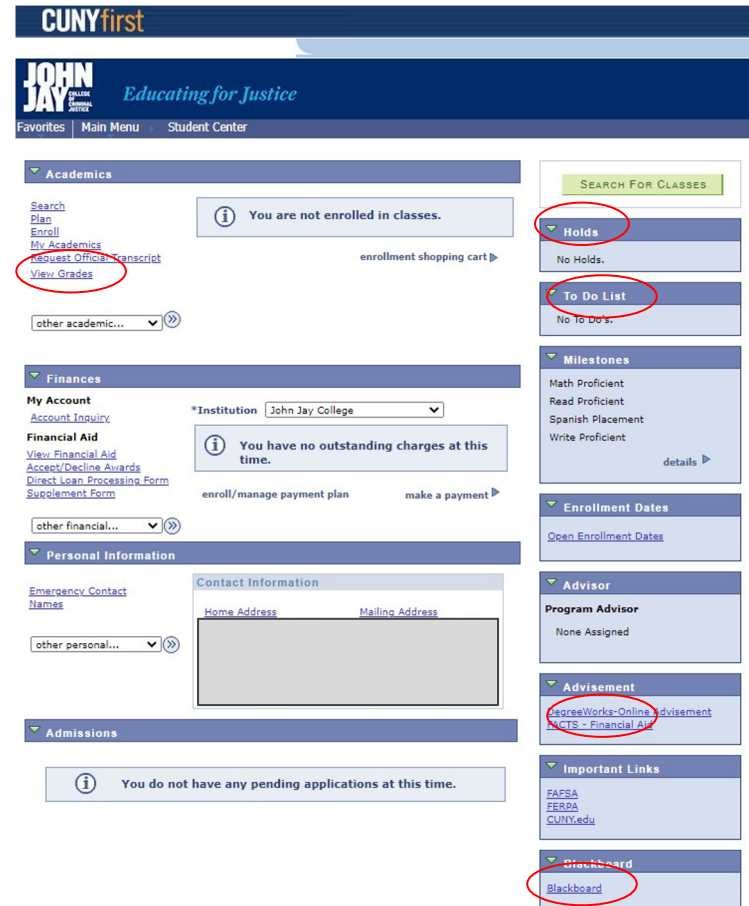 CUNYfirst
JOHN
JAY
COLLEGE
OF
CRIMINAL
JUSTICE
Educating for Justice
Favorites Main Menu Student Center
Academics
Search
Plan
Enroll
My Academics
Request Official Transcript
View Grades
other academic...
You are not enrolled in classes.
enrollment shopping cart
Finances
My Account
Account Inquiry
Financial Aid
View Financial Aid
Accept/Decline Awards
Direct Loan Processing Form
Supplement Form
other financial...
*Institution John Jay College
You have no outstanding charges at this
time.
enroll/manage payment plan make a payment
Personal Information
Emergency Contact
Names
other personal...
Contact Information
Home Address Mailing Address
Admissions
You do not have any pending applications at this time.
SEARCH FOR CLASSES
Holds
No Holds.
To Do List
No To Do's.
Milestones
Math Proficient
Read Proficient
Spanish Placement
Write Proficient
details
Enrollment Dates
Open Enrollment Dates
Advisor
Program Advisor
None Assigned
Advisement
DegreeWorks-Online Advisement
FACTS - Financial Aid
Important Links
FAFSA
FERPA
CUNY.edu
Blackboard
Blackboard